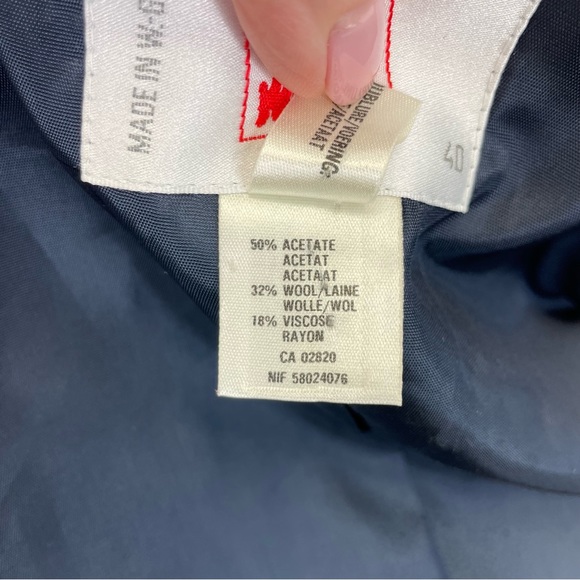 MADE IN W-G
40
50% ACETATE
ACETAT
ACETAAT
32% WOOL/LAINE
WOLLE/WOL
18% VISCOSE
RAYON
CA 02820
NIF 58024076